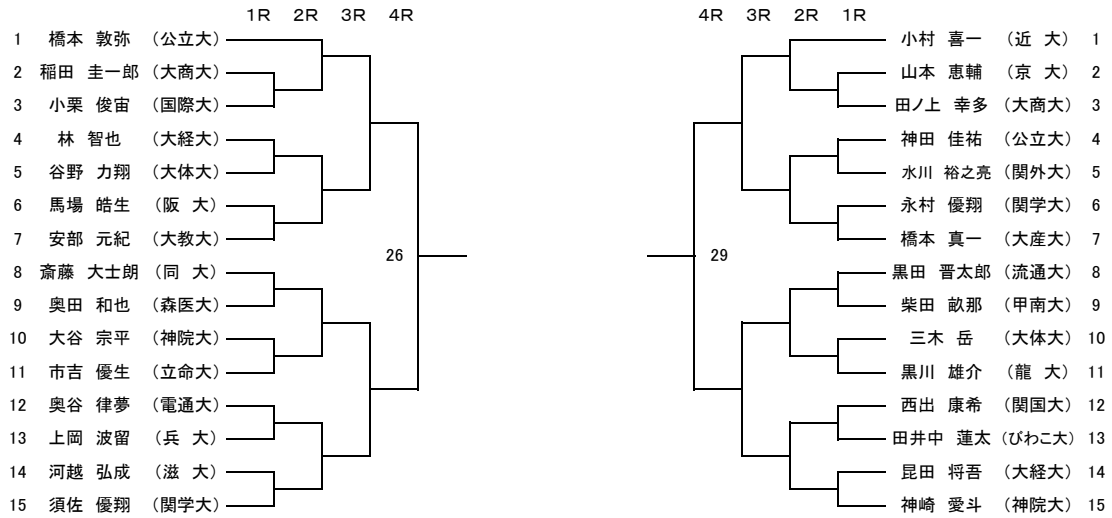 1R 2R 3R 4R
1 橋本 敦弥 (公立大)
2 稲田 圭一郎 (大商大)
3 小栗 俊宙 (国際大)
4 林 智也 (大経大)
5 谷野 力翔 (大体大)
6 馬場 皓生 (阪 大)
7 安部 元紀 (大教大)
26
8 斎藤 大士朗 (同 大)
9 奥田 和也 (森医大)
10 大谷 宗平 (神院大)
11 市吉 優生 (立命大)
12 奥谷 律夢 (電通大)
13 上岡 波留 (兵 大)
14 河越 弘成 (滋 大)
15 須佐 優翔 (関学大)
4R 3R 2R 1R
小村 喜一 (近 大) 1
山本 恵輔 (京 大) 2
田ノ上 幸多 (大商大) 3
神田 佳祐 (公立大) 4
水川 裕之亮 (関外大) 5
永村 優翔 (関学大) 6
橋本 真一 (大産大) 7
29
黒田 晋太郎 (流通大) 8
柴田 畝那 (甲南大) 9
三木 岳 (大体大) 10
黒川 雄介 (龍 大) 11
西出 康希 (関国大) 12
田井中 蓮太 (びわこ大) 13
昆田 将吾 (大経大) 14
神崎 愛斗 (神院大) 15